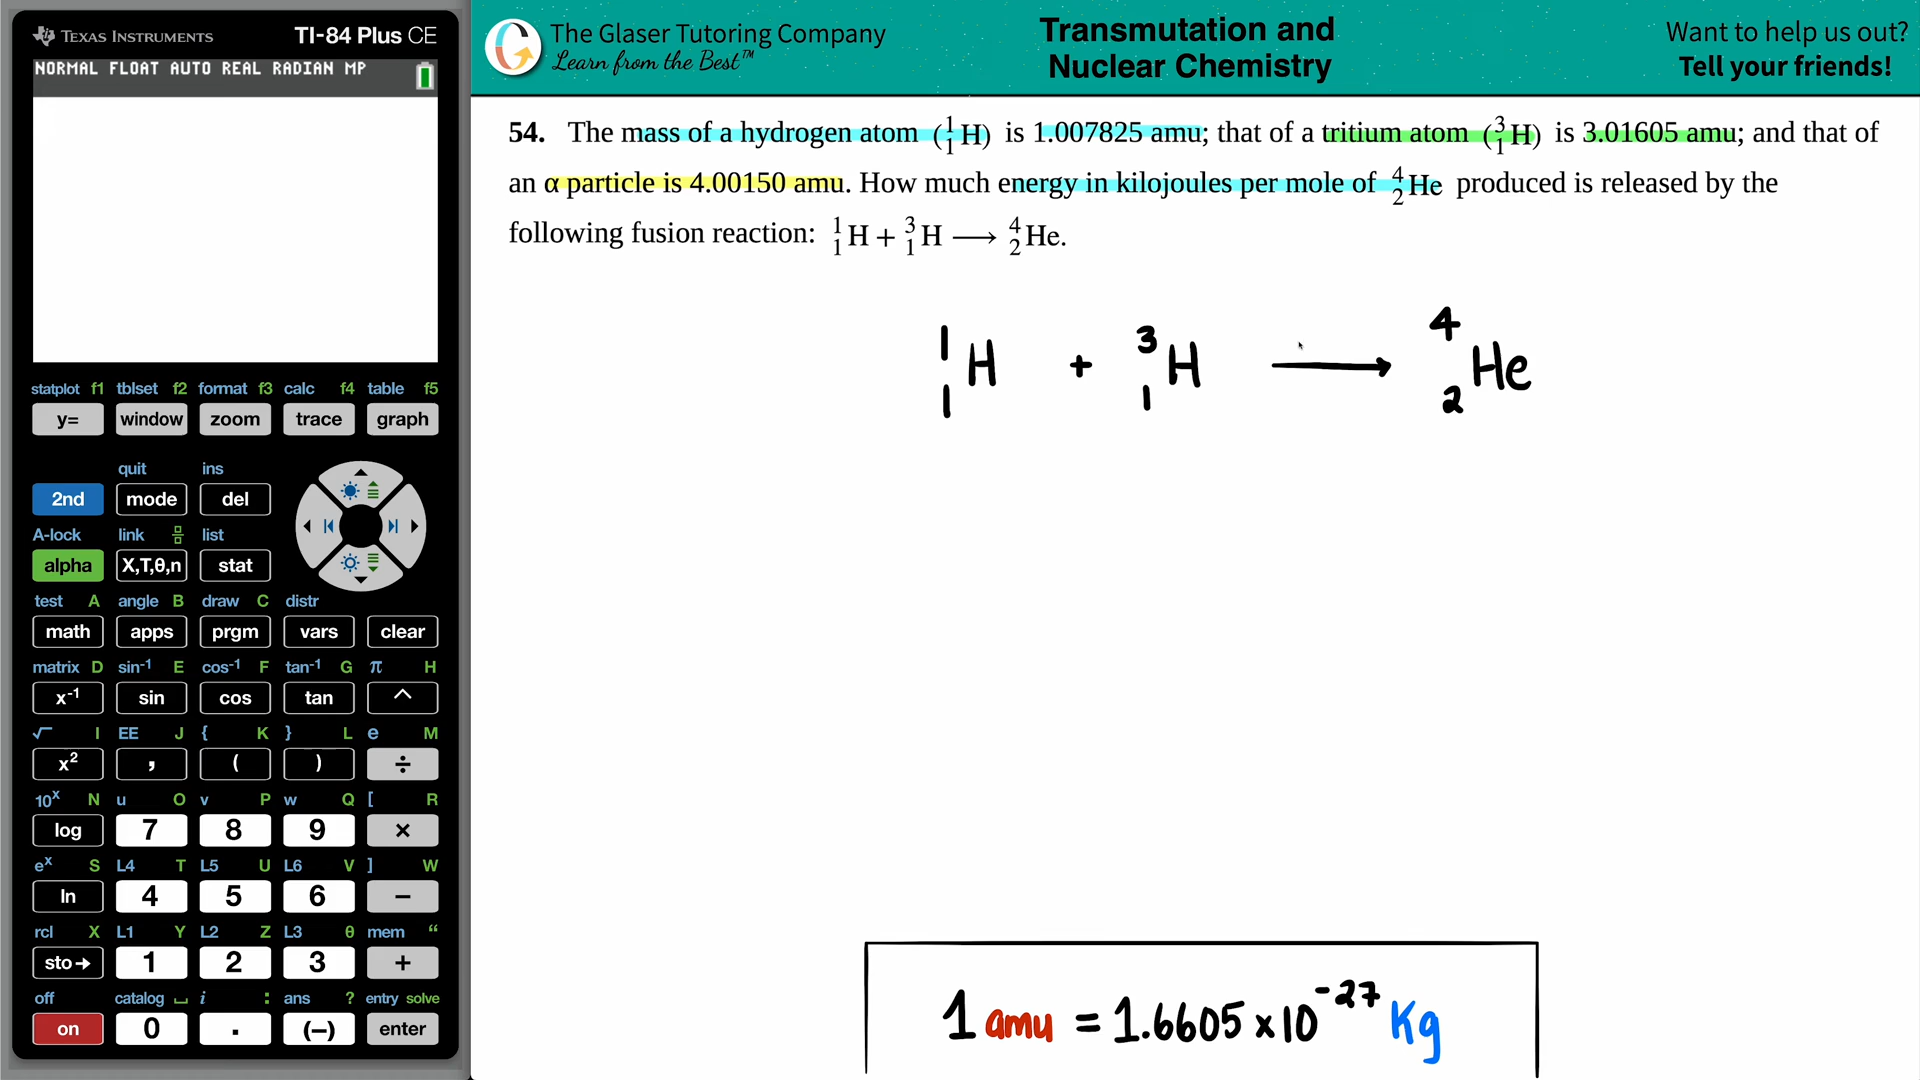 TEXAS INSTRUMENTS TI-84 Plus CE
NORMAL FLOAT AUTO REAL RADIAN MP
statplot f1 tblset f2 format f3 calc f4 table f5
y= window zoom trace graph
quit ins
2nd mode del
A-lock link list
alpha X,T,θ,n stat
test A angle B draw C distr
math apps prgm vars clear
matrix D sin⁻¹ E cos⁻¹ F tan⁻¹ G π H
x⁻¹ sin cos tan ^
√ I EE J { K } L e M
x² , ( ) ÷
10ˣ N u O v P w Q [ R
log 7 8 9 ×
eˣ S L4 T L5 U L6 V ] W
ln 4 5 6 −
rcl X L1 Y L2 Z L3 θ mem “
sto→ 1 2 3 +
off catalog ⎵ i : ans ? entry solve
on 0 . (−) enter
The Glaser Tutoring Company
Learn from the Best™
Transmutation and
Nuclear Chemistry
Want to help us out?
Tell your friends!
54. The mass of a hydrogen atom (¹₁H) is 1.007825 amu; that of a tritium atom (³₁H) is 3.01605 amu; and that of
an α particle is 4.00150 amu. How much energy in kilojoules per mole of ⁴₂He produced is released by the
following fusion reaction: ¹₁H + ³₁H ⟶ ⁴₂He.
¹₁H + ³₁H ⟶ ⁴₂He
1 amu = 1.6605 x 10⁻²⁷ Kg